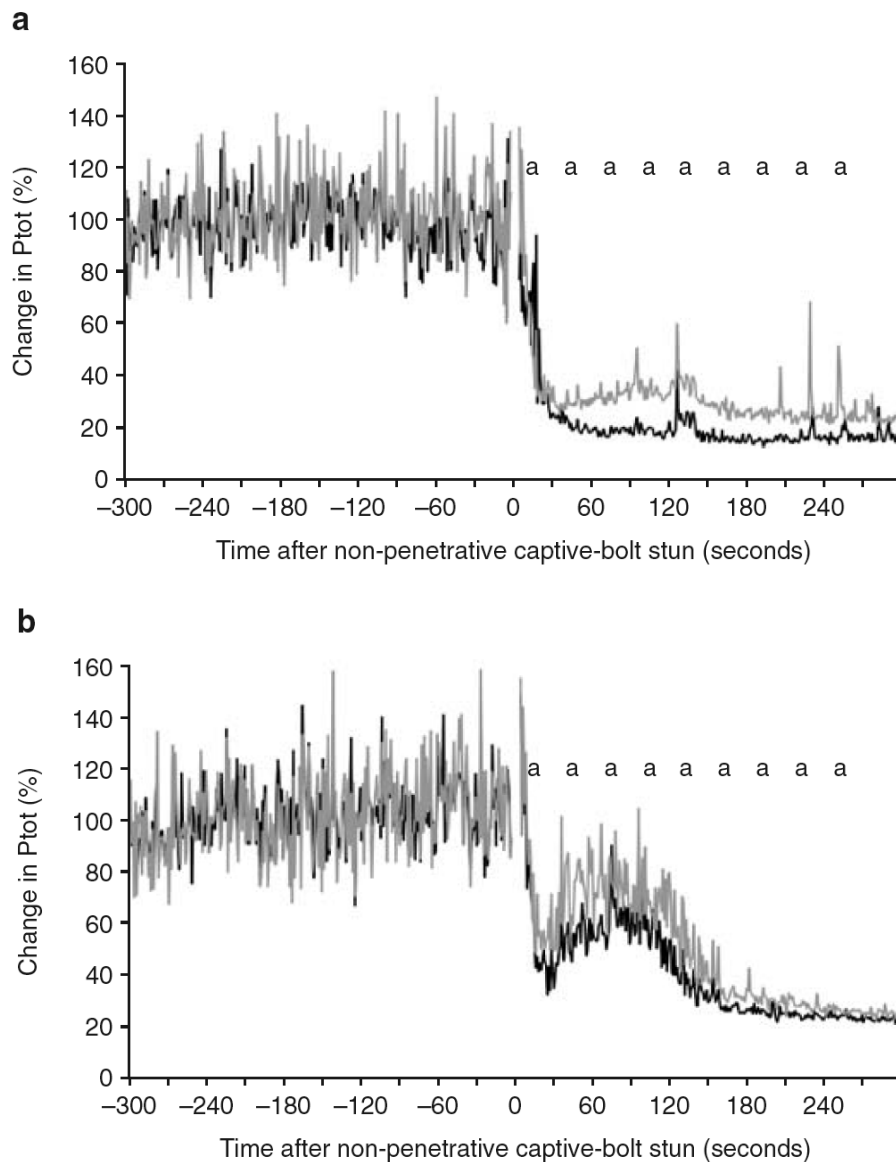 a
160
140
120
100
80
60
40
20
0
Change in Ptot (%)
a a a a a a a a a
–300 –240 –180 –120 –60 0 60 120 180 240
Time after non-penetrative captive-bolt stun (seconds)
b
160
140
120
100
80
60
40
20
0
Change in Ptot (%)
a a a a a a a a a
–300 –240 –180 –120 –60 0 60 120 180 240
Time after non-penetrative captive-bolt stun (seconds)